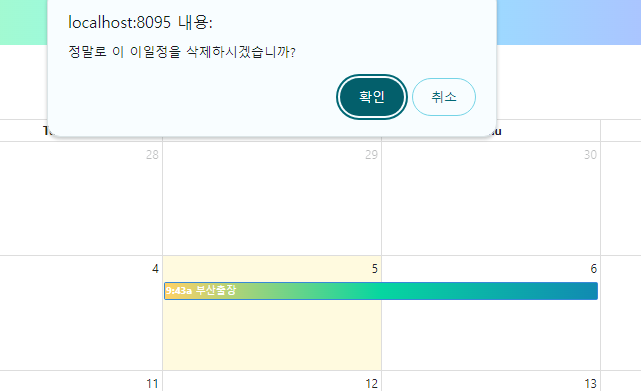 localhost:8095 내용:
정말로 이 이일정을 삭제하시겠습니까?
확인 취소
28 29 30
4 5 6
9:43a 부산출장
11 12 13